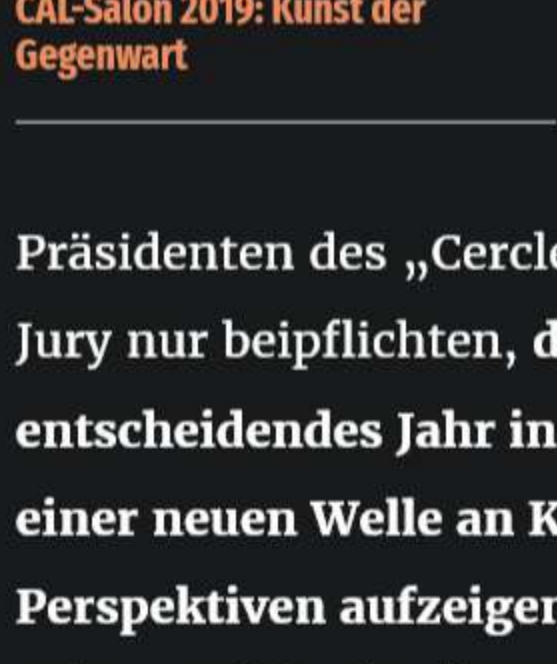 CAL-Salon 2019: Kunst der
Gegenwart
Präsidenten des „Cercle
Jury nur beipflichten, d
entscheidendes Jahr in
einer neuen Welle an K
Perspektiven aufzeigen